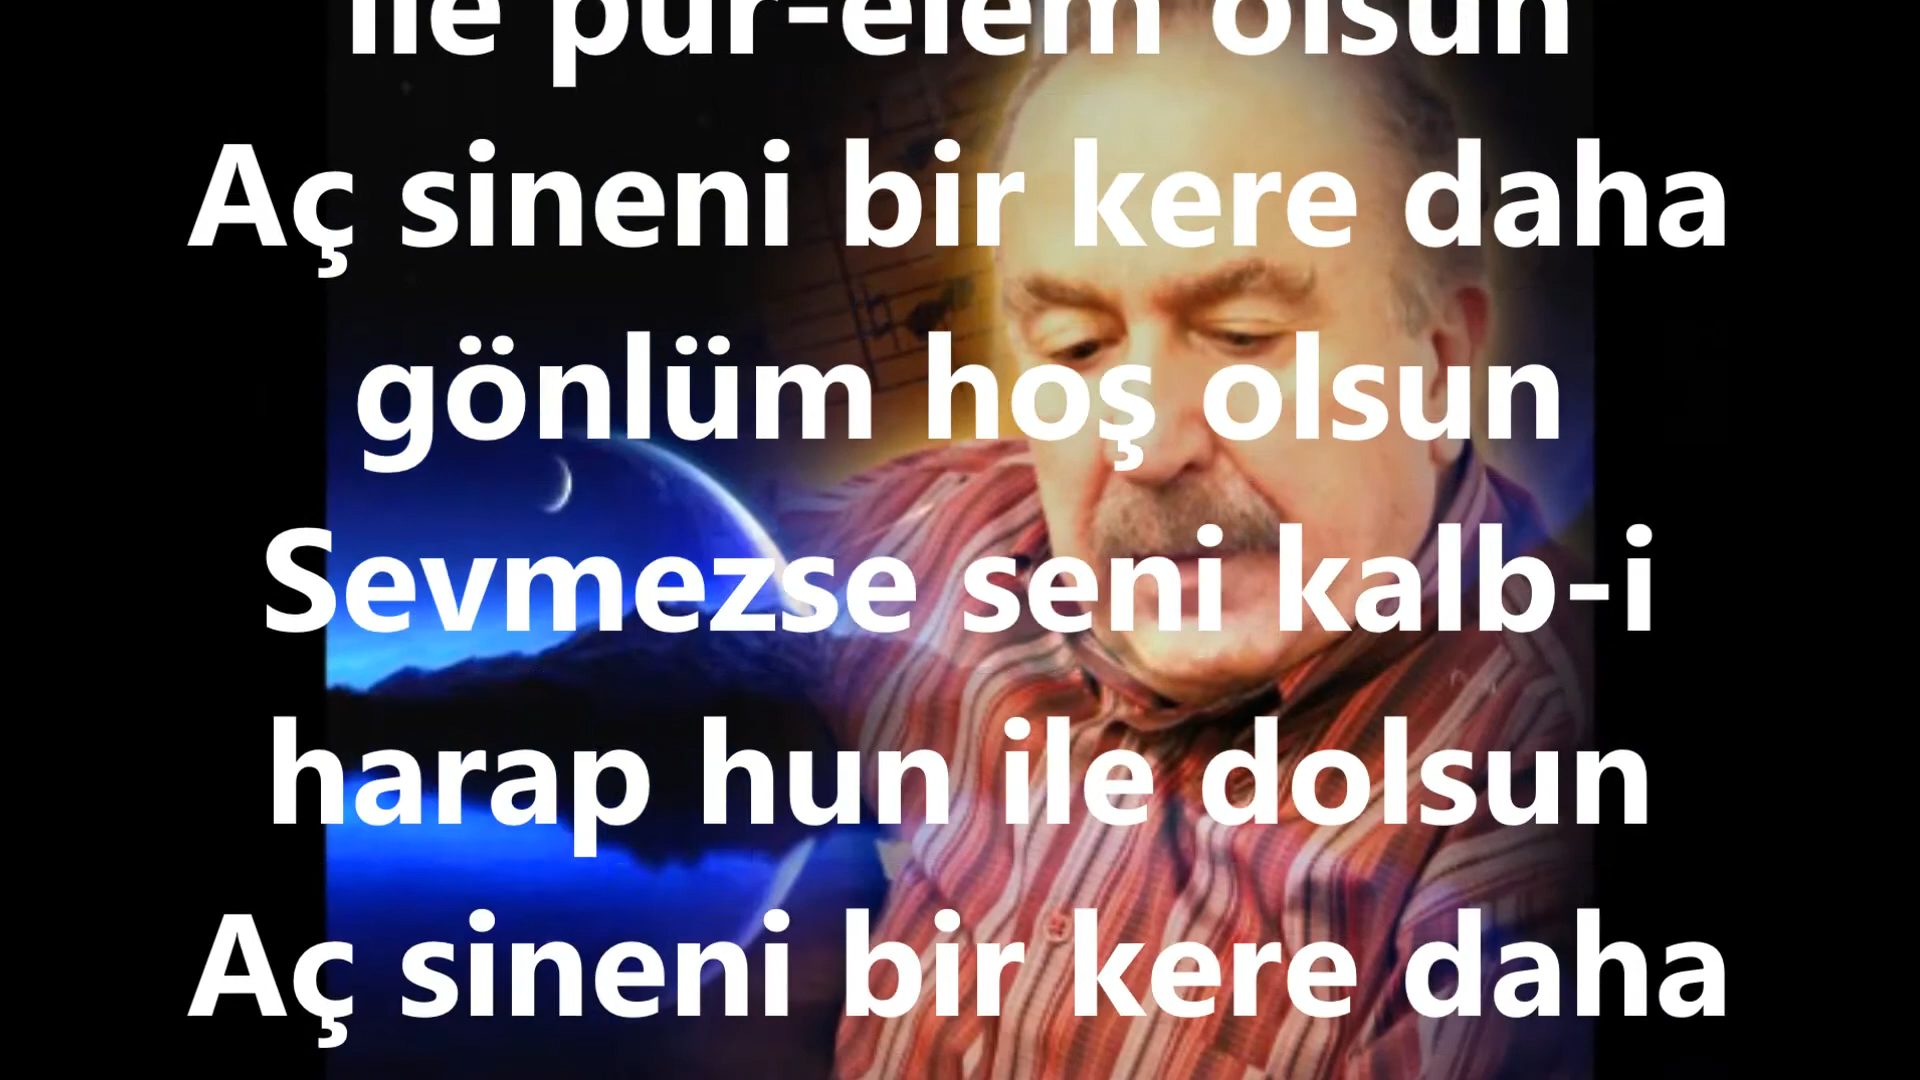 ile pür-elem olsun
Aç sineni bir kere daha
gönlüm hoş olsun
Sevmezse seni kalb-i
harap hun ile dolsun
Aç sineni bir kere daha